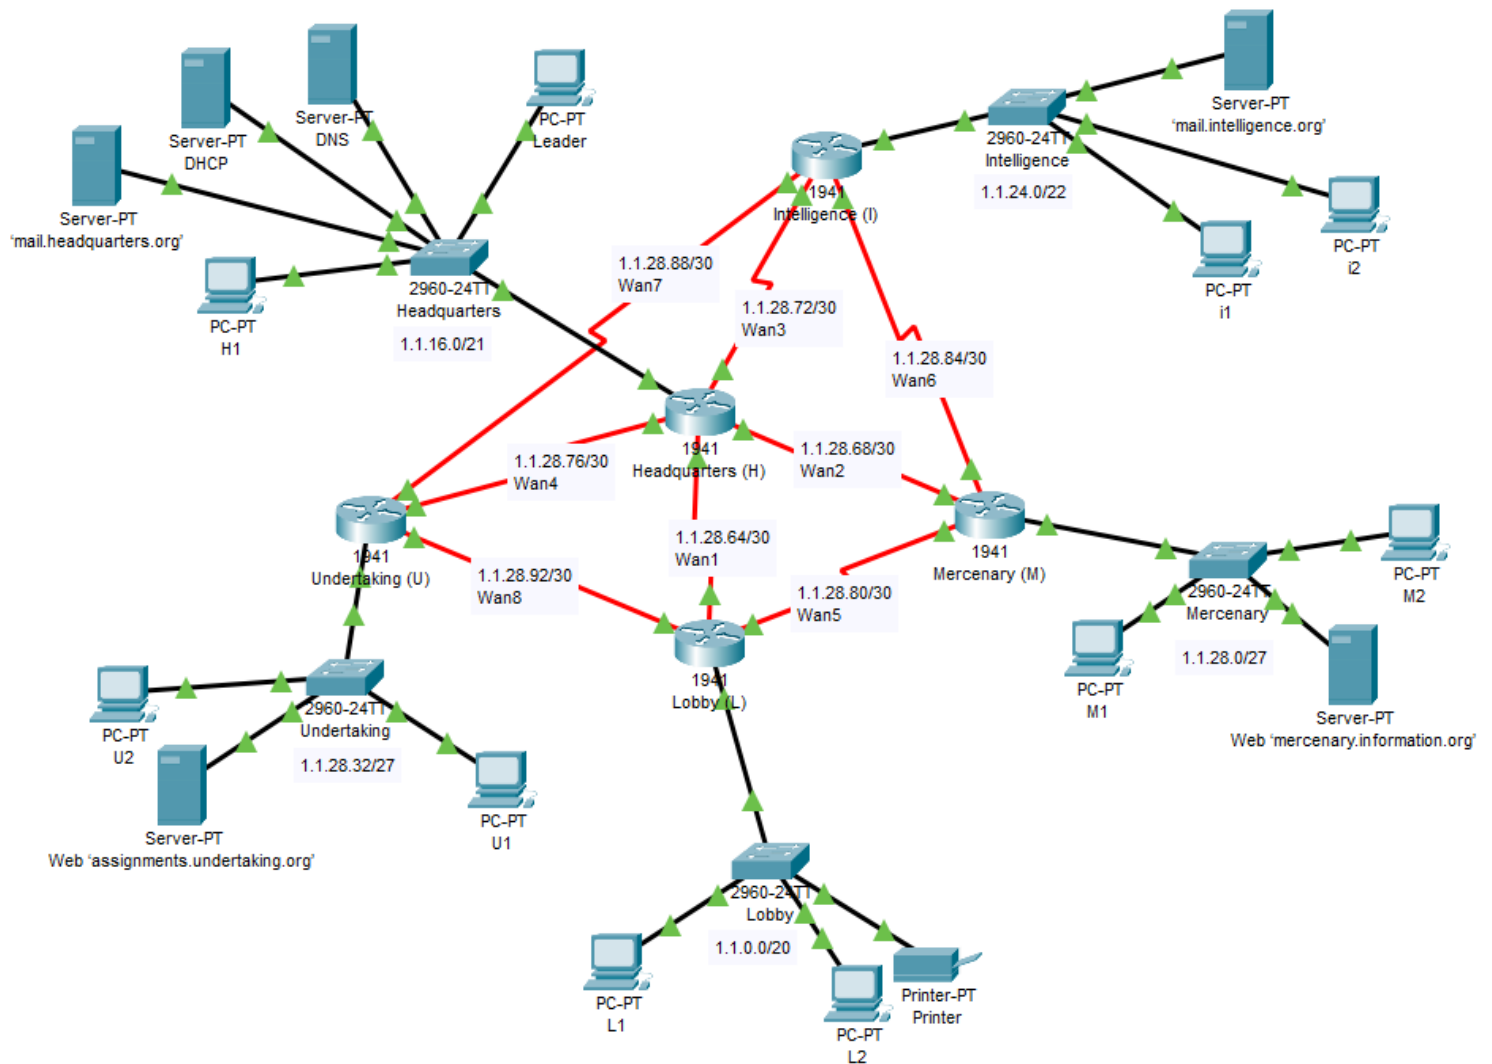 Server-PT
DNS
Server-PT
DHCP
Server-PT
'mail.headquarters.org'
PC-PT
Leader
PC-PT
H1
2960-24TT
Headquarters
1.1.16.0/21
1941
Intelligence (I)
2960-24TT
Intelligence
1.1.24.0/22
Server-PT
'mail.intelligence.org'
PC-PT
i2
PC-PT
i1
1.1.28.88/30
Wan7
1.1.28.72/30
Wan3
1.1.28.84/30
Wan6
1941
Headquarters (H)
1.1.28.76/30
Wan4
1.1.28.68/30
Wan2
1.1.28.64/30
Wan1
1.1.28.92/30
Wan8
1.1.28.80/30
Wan5
1941
Undertaking (U)
1941
Mercenary (M)
1941
Lobby (L)
2960-24TT
Mercenary
1.1.28.0/27
PC-PT
M2
PC-PT
M1
Server-PT
Web 'mercenary.information.org'
2960-24TT
Undertaking
1.1.28.32/27
PC-PT
U2
Server-PT
Web 'assignments.undertaking.org'
PC-PT
U1
2960-24TT
Lobby
1.1.0.0/20
PC-PT
L1
PC-PT
L2
Printer-PT
Printer